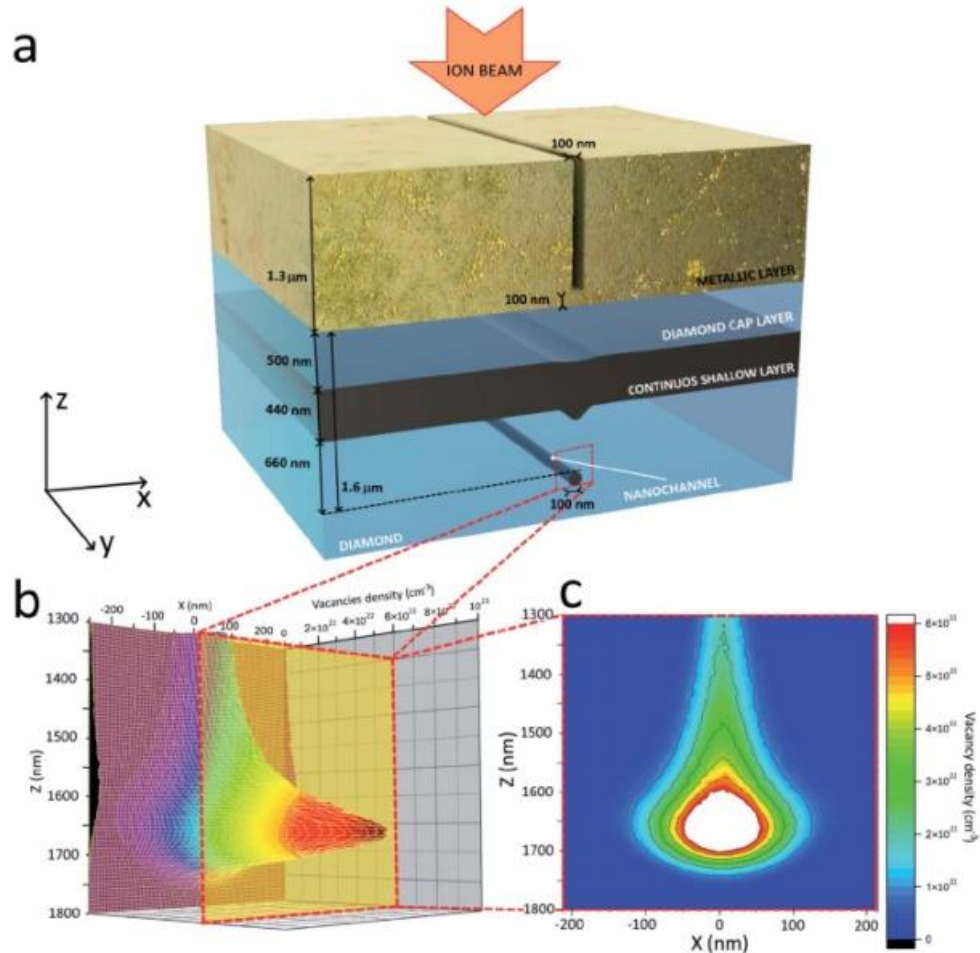 a
ION BEAM
100 nm
1.3 µm
METALLIC LAYER
100 nm
DIAMOND CAP LAYER
500 nm
CONTINUOS SHALLOW LAYER
440 nm
660 nm
1.6 µm
NANOCHANNEL
100 nm
DIAMOND
z
x
y
b
Vacancies density (cm⁻³)
X (nm)
-200
-100
0
100
200
0
2×10²²
4×10²²
6×10²²
10²³
1300
1400
1500
1600
1700
1800
Z (nm)
c
1300
1400
1500
1600
1700
1800
Z (nm)
-200
-100
0
100
200
X (nm)
6×10²²
5×10²²
4×10²²
3×10²²
2×10²²
1×10²²
0
Vacancy density (cm⁻³)